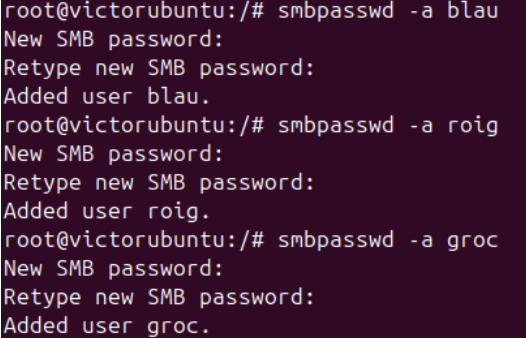 root@victorubuntu:/# smbpasswd -a blau
New SMB password:
Retype new SMB password:
Added user blau.
root@victorubuntu:/# smbpasswd -a roig
New SMB password:
Retype new SMB password:
Added user roig.
root@victorubuntu:/# smbpasswd -a groc
New SMB password:
Retype new SMB password:
Added user groc.